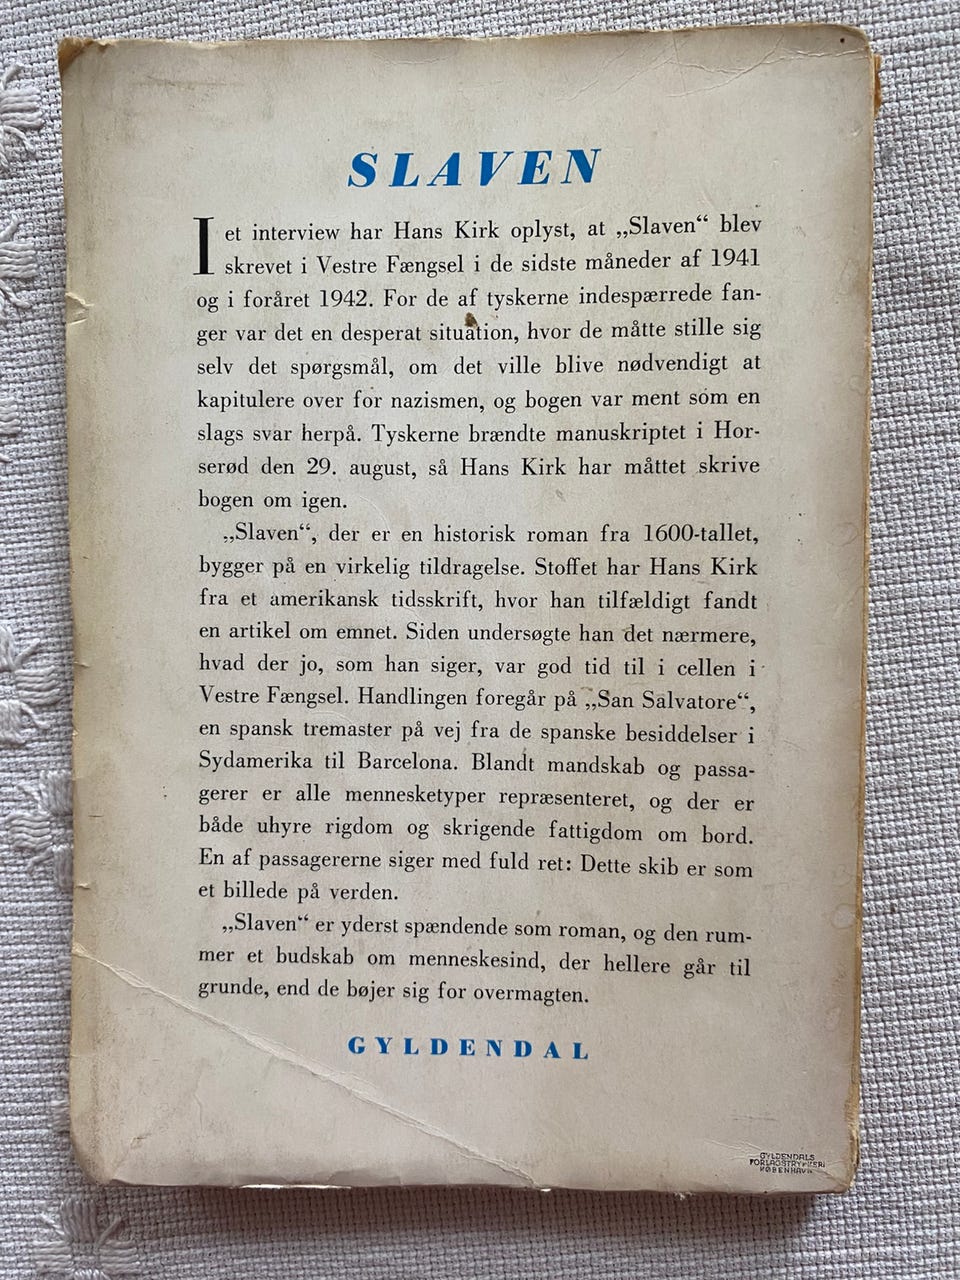 SLAVEN
I et interview har Hans Kirk oplyst, at „Slaven“ blev
skrevet i Vestre Fængsel i de sidste måneder af 1941
og i foråret 1942. For de af tyskerne indespærrede fan-
ger var det en desperat situation, hvor de måtte stille sig
selv det spørgsmål, om det ville blive nødvendigt at
kapitulere over for nazismen, og bogen var ment som en
slags svar herpå. Tyskerne brændte manuskriptet i Hor-
serød den 29. august, så Hans Kirk har måttet skrive
bogen om igen.
„Slaven“, der er en historisk roman fra 1600-tallet,
bygger på en virkelig tildragelse. Stoffet har Hans Kirk
fra et amerikansk tidsskrift, hvor han tilfældigt fandt
en artikel om emnet. Siden undersøgte han det nærmere,
hvad der jo, som han siger, var god tid til i cellen i
Vestre Fængsel. Handlingen foregår på „San Salvatore“,
en spansk tremaster på vej fra de spanske besiddelser i
Sydamerika til Barcelona. Blandt mandskab og passa-
gerer er alle mennesketyper repræsenteret, og der er
både uhyre rigdom og skrigende fattigdom om bord.
En af passagererne siger med fuld ret: Dette skib er som
et billede på verden.
„Slaven“ er yderst spændende som roman, og den rum-
mer et budskab om menneskesind, der hellere går til
grunde, end de bøjer sig for overmagten.
GYLDENDAL
GYLDENDALS
FORLAGSTRYKKERI
KØBENHAVN